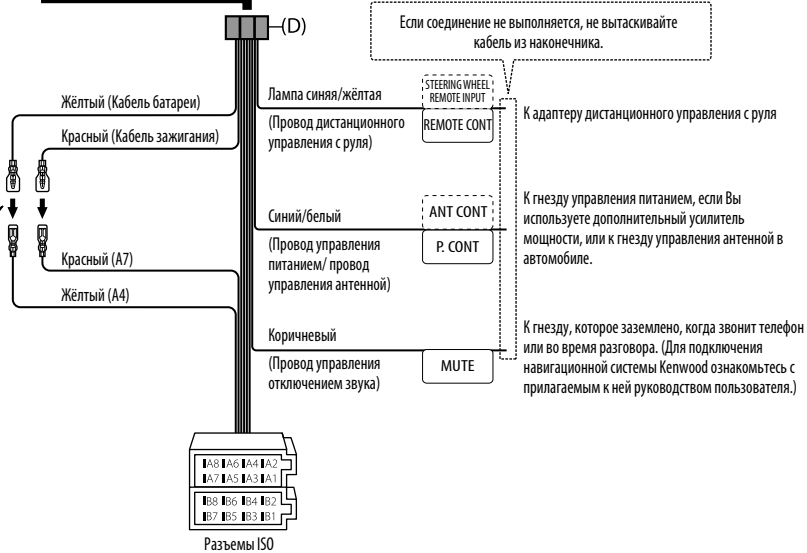 (D)
Если соединение не выполняется, не вытаскивайте
кабель из наконечника.
Жёлтый (Кабель батареи)
Красный (Кабель зажигания)
Лампа синяя/жёлтая
(Провод дистанционного
управления с руля)
STEERING WHEEL
REMOTE INPUT
REMOTE CONT
К адаптеру дистанционного управления с руля
Синий/белый
(Провод управления
питанием/ провод
управления антенной)
ANT CONT
P. CONT
К гнезду управления питанием, если Вы
используете дополнительный усилитель
мощности, или к гнезду управления антенной в
автомобиле.
Красный (A7)
Жёлтый (A4)
Коричневый
(Провод управления
отключением звука)
MUTE
К гнезду, которое заземлено, когда звонит телефон
или во время разговора. (Для подключения
навигационной системы Kenwood ознакомьтесь с
прилагаемым к ней руководством пользователя.)
A8 A6 A4 A2
A7 A5 A3 A1
B8 B6 B4 B2
B7 B5 B3 B1
Разъемы ISO